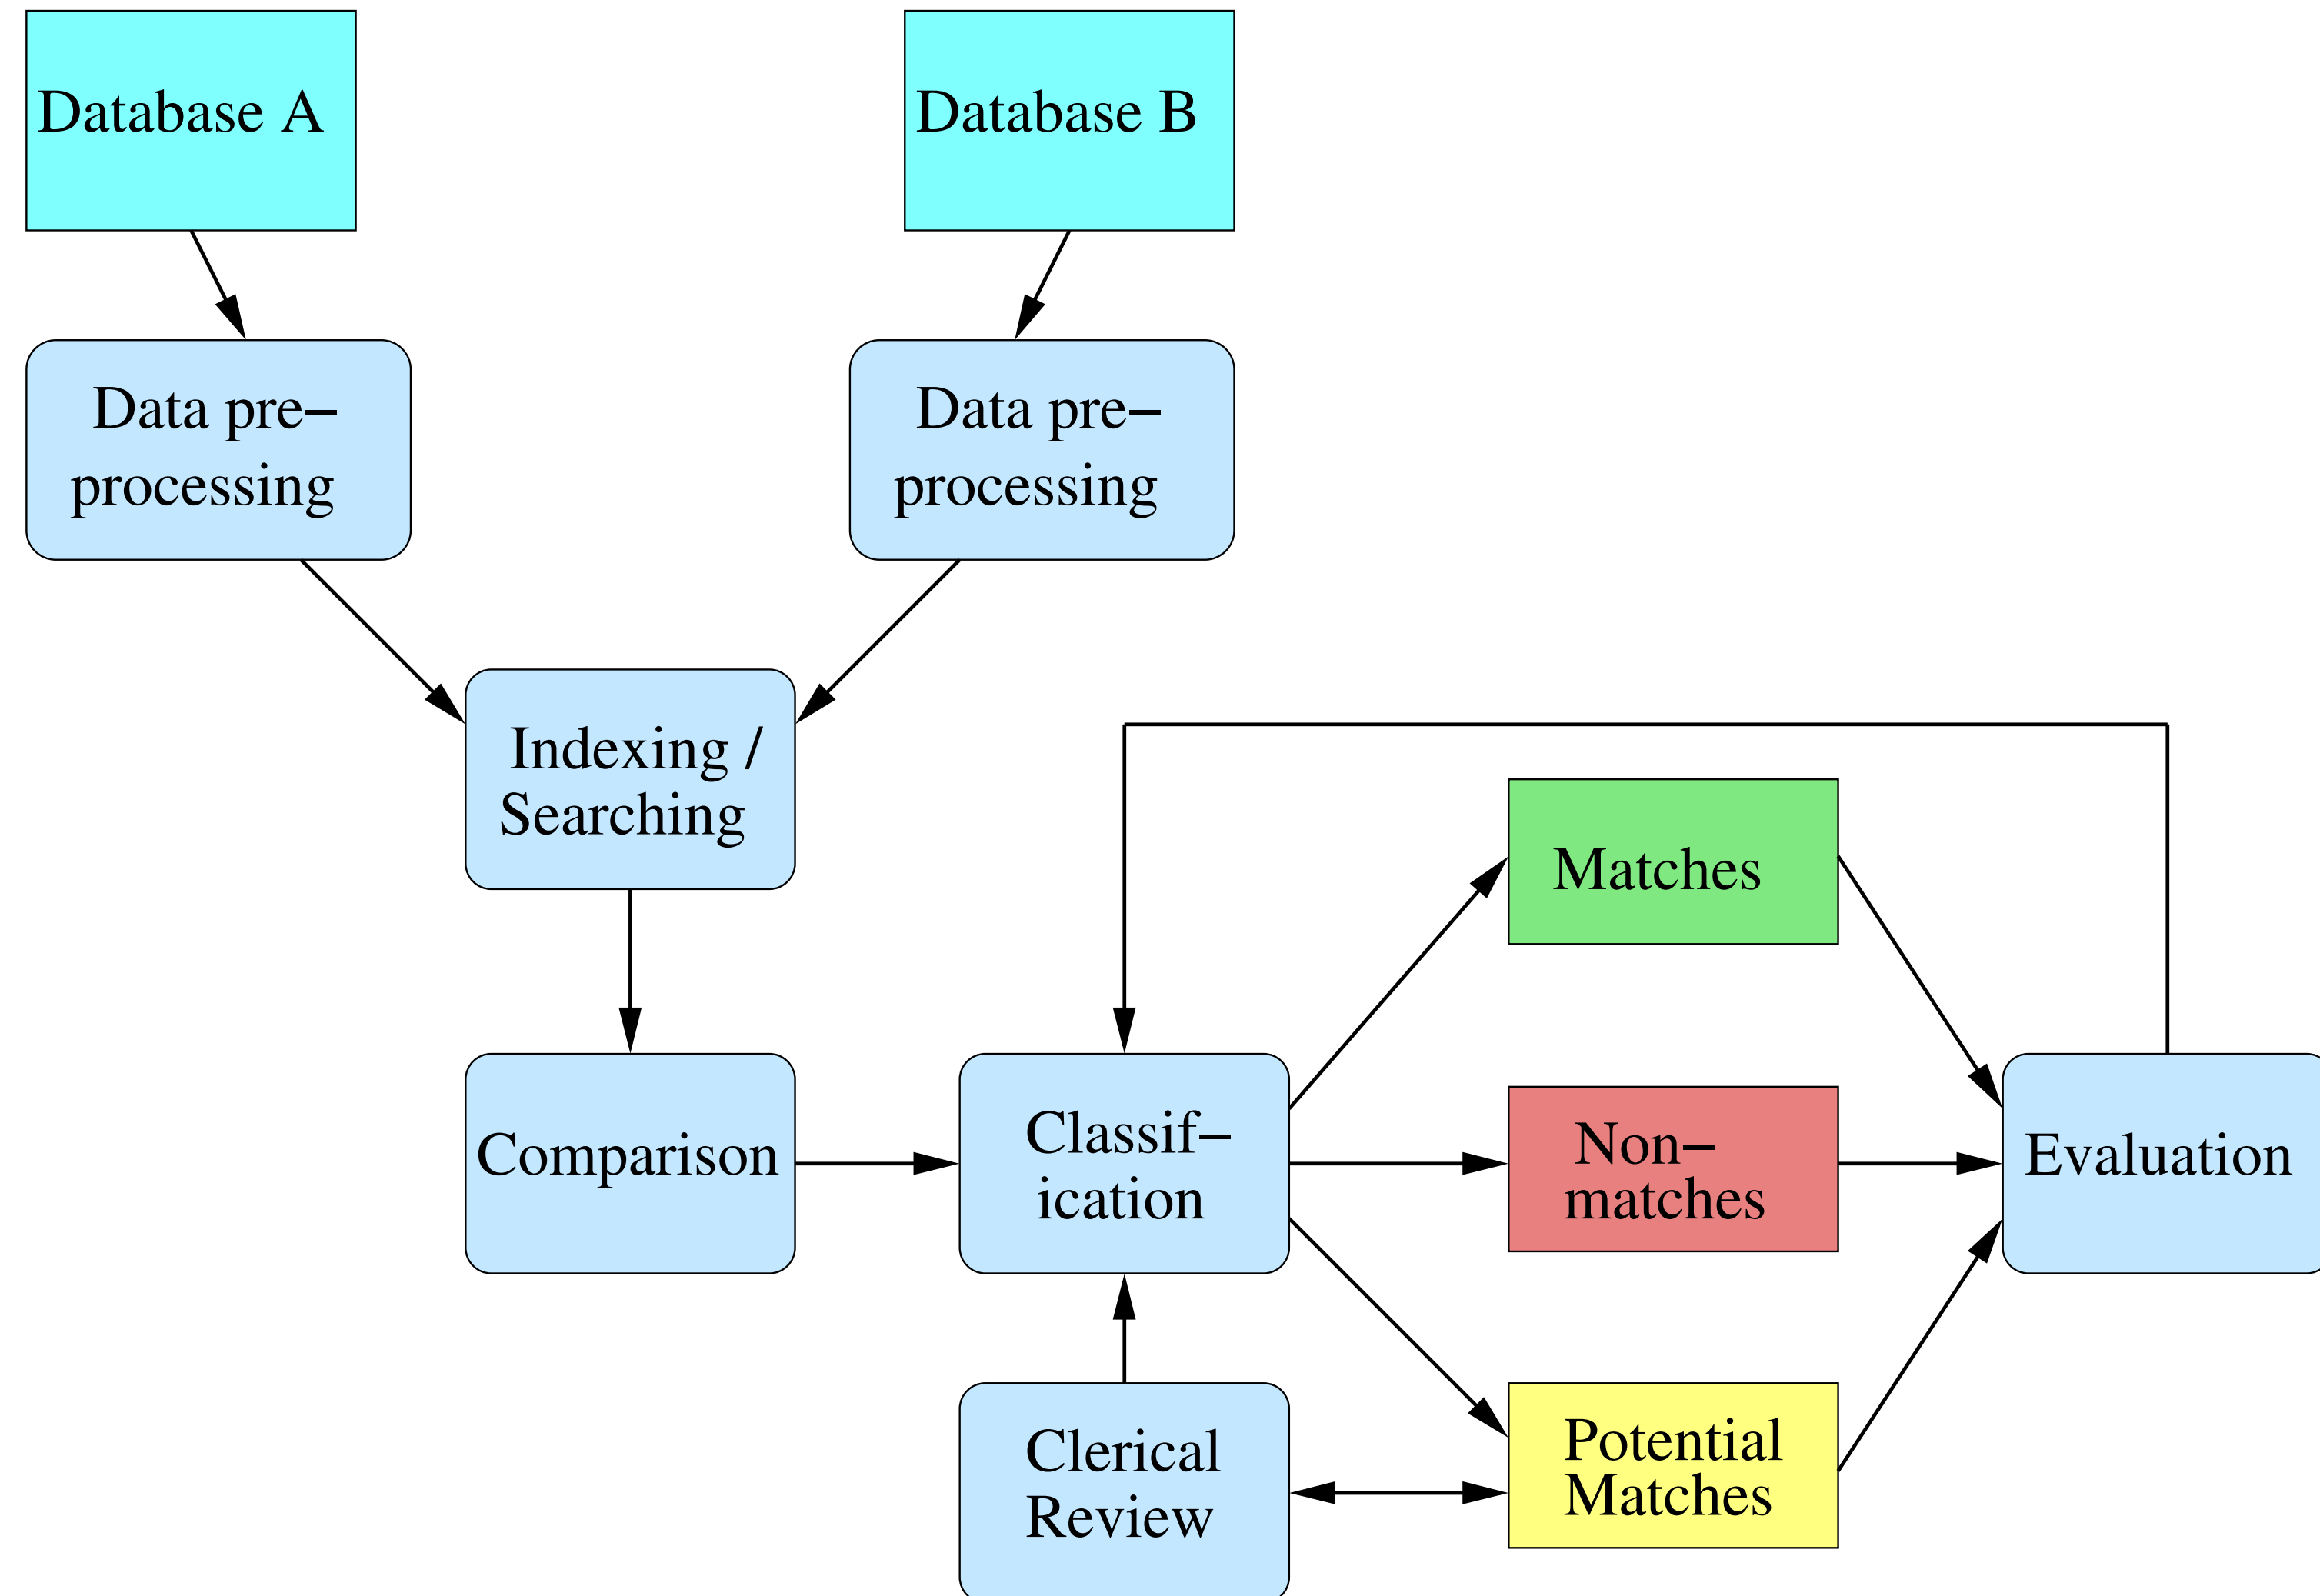 Database A
Database B
Data pre–
processing
Data pre–
processing
Indexing /
Searching
Matches
Comparison
Classif–
ication
Non–
matches
Evaluation
Clerical
Review
Potential
Matches